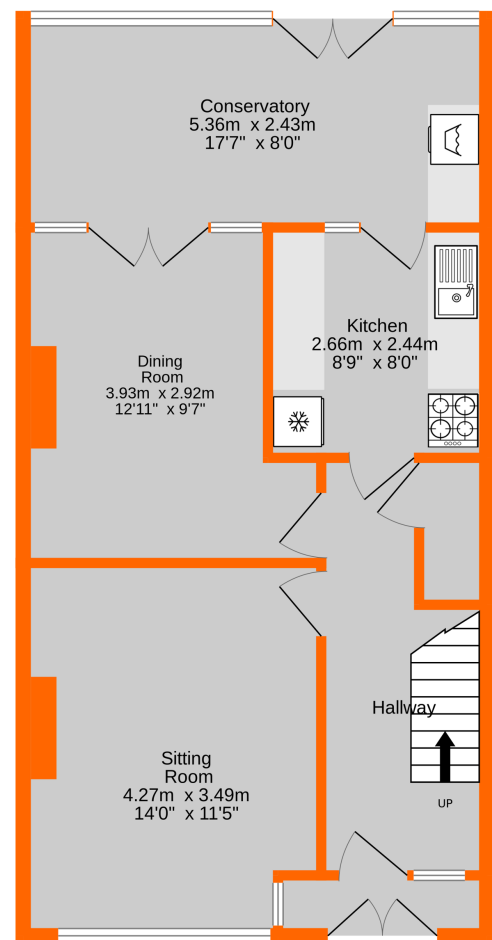 Conservatory
5.36m x 2.43m
17'7" x 8'0"
Kitchen
2.66m x 2.44m
8'9" x 8'0"
Dining
Room
3.93m x 2.92m
12'11" x 9'7"
Hallway
Sitting
Room
4.27m x 3.49m
14'0" x 11'5"
UP